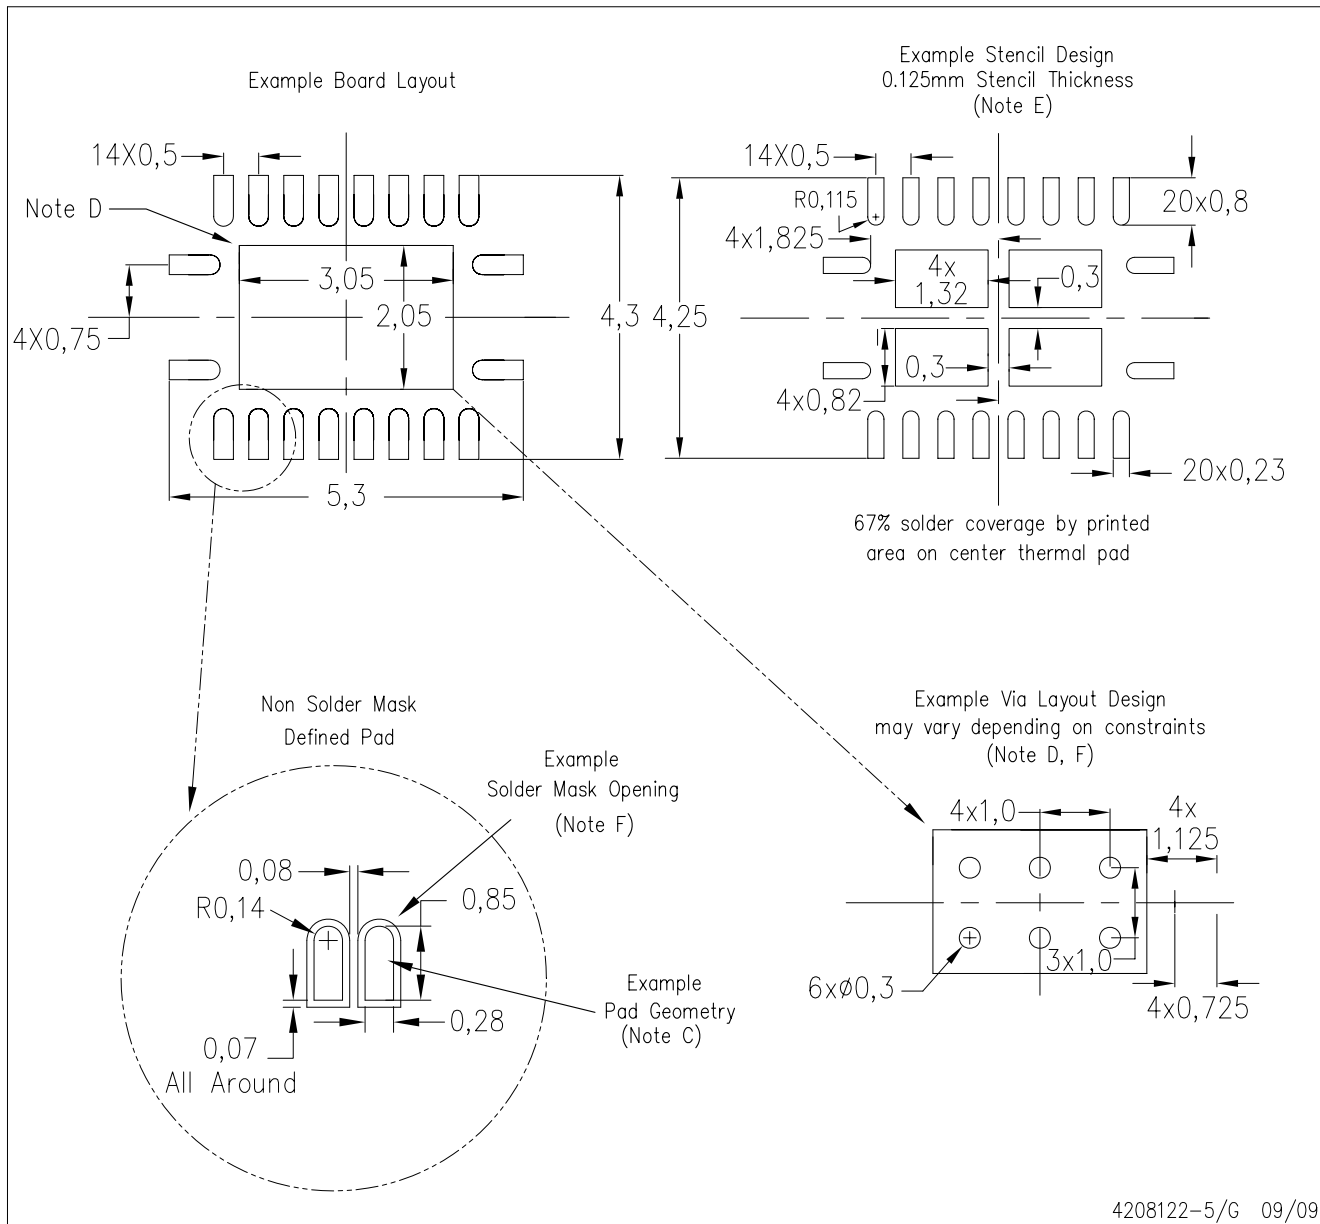 Example Board Layout
14X0,5
Note D
3,05
2,05
4X0,75
4,3
5,3
Example Stencil Design
0.125mm Stencil Thickness
(Note E)
14X0,5
R0,115
20x0,8
4x1,825
4x
1,32
0,3
4,25
0,3
4x0,82
20x0,23
67% solder coverage by printed
area on center thermal pad
Non Solder Mask
Defined Pad
Example
Solder Mask Opening
(Note F)
0,08
R0,14
0,85
Example
Pad Geometry
(Note C)
0,28
0,07
All Around
Example Via Layout Design
may vary depending on constraints
(Note D, F)
4x1,0
4x
1,125
3x1,0
6xø0,3
4x0,725
4208122-5/G 09/09